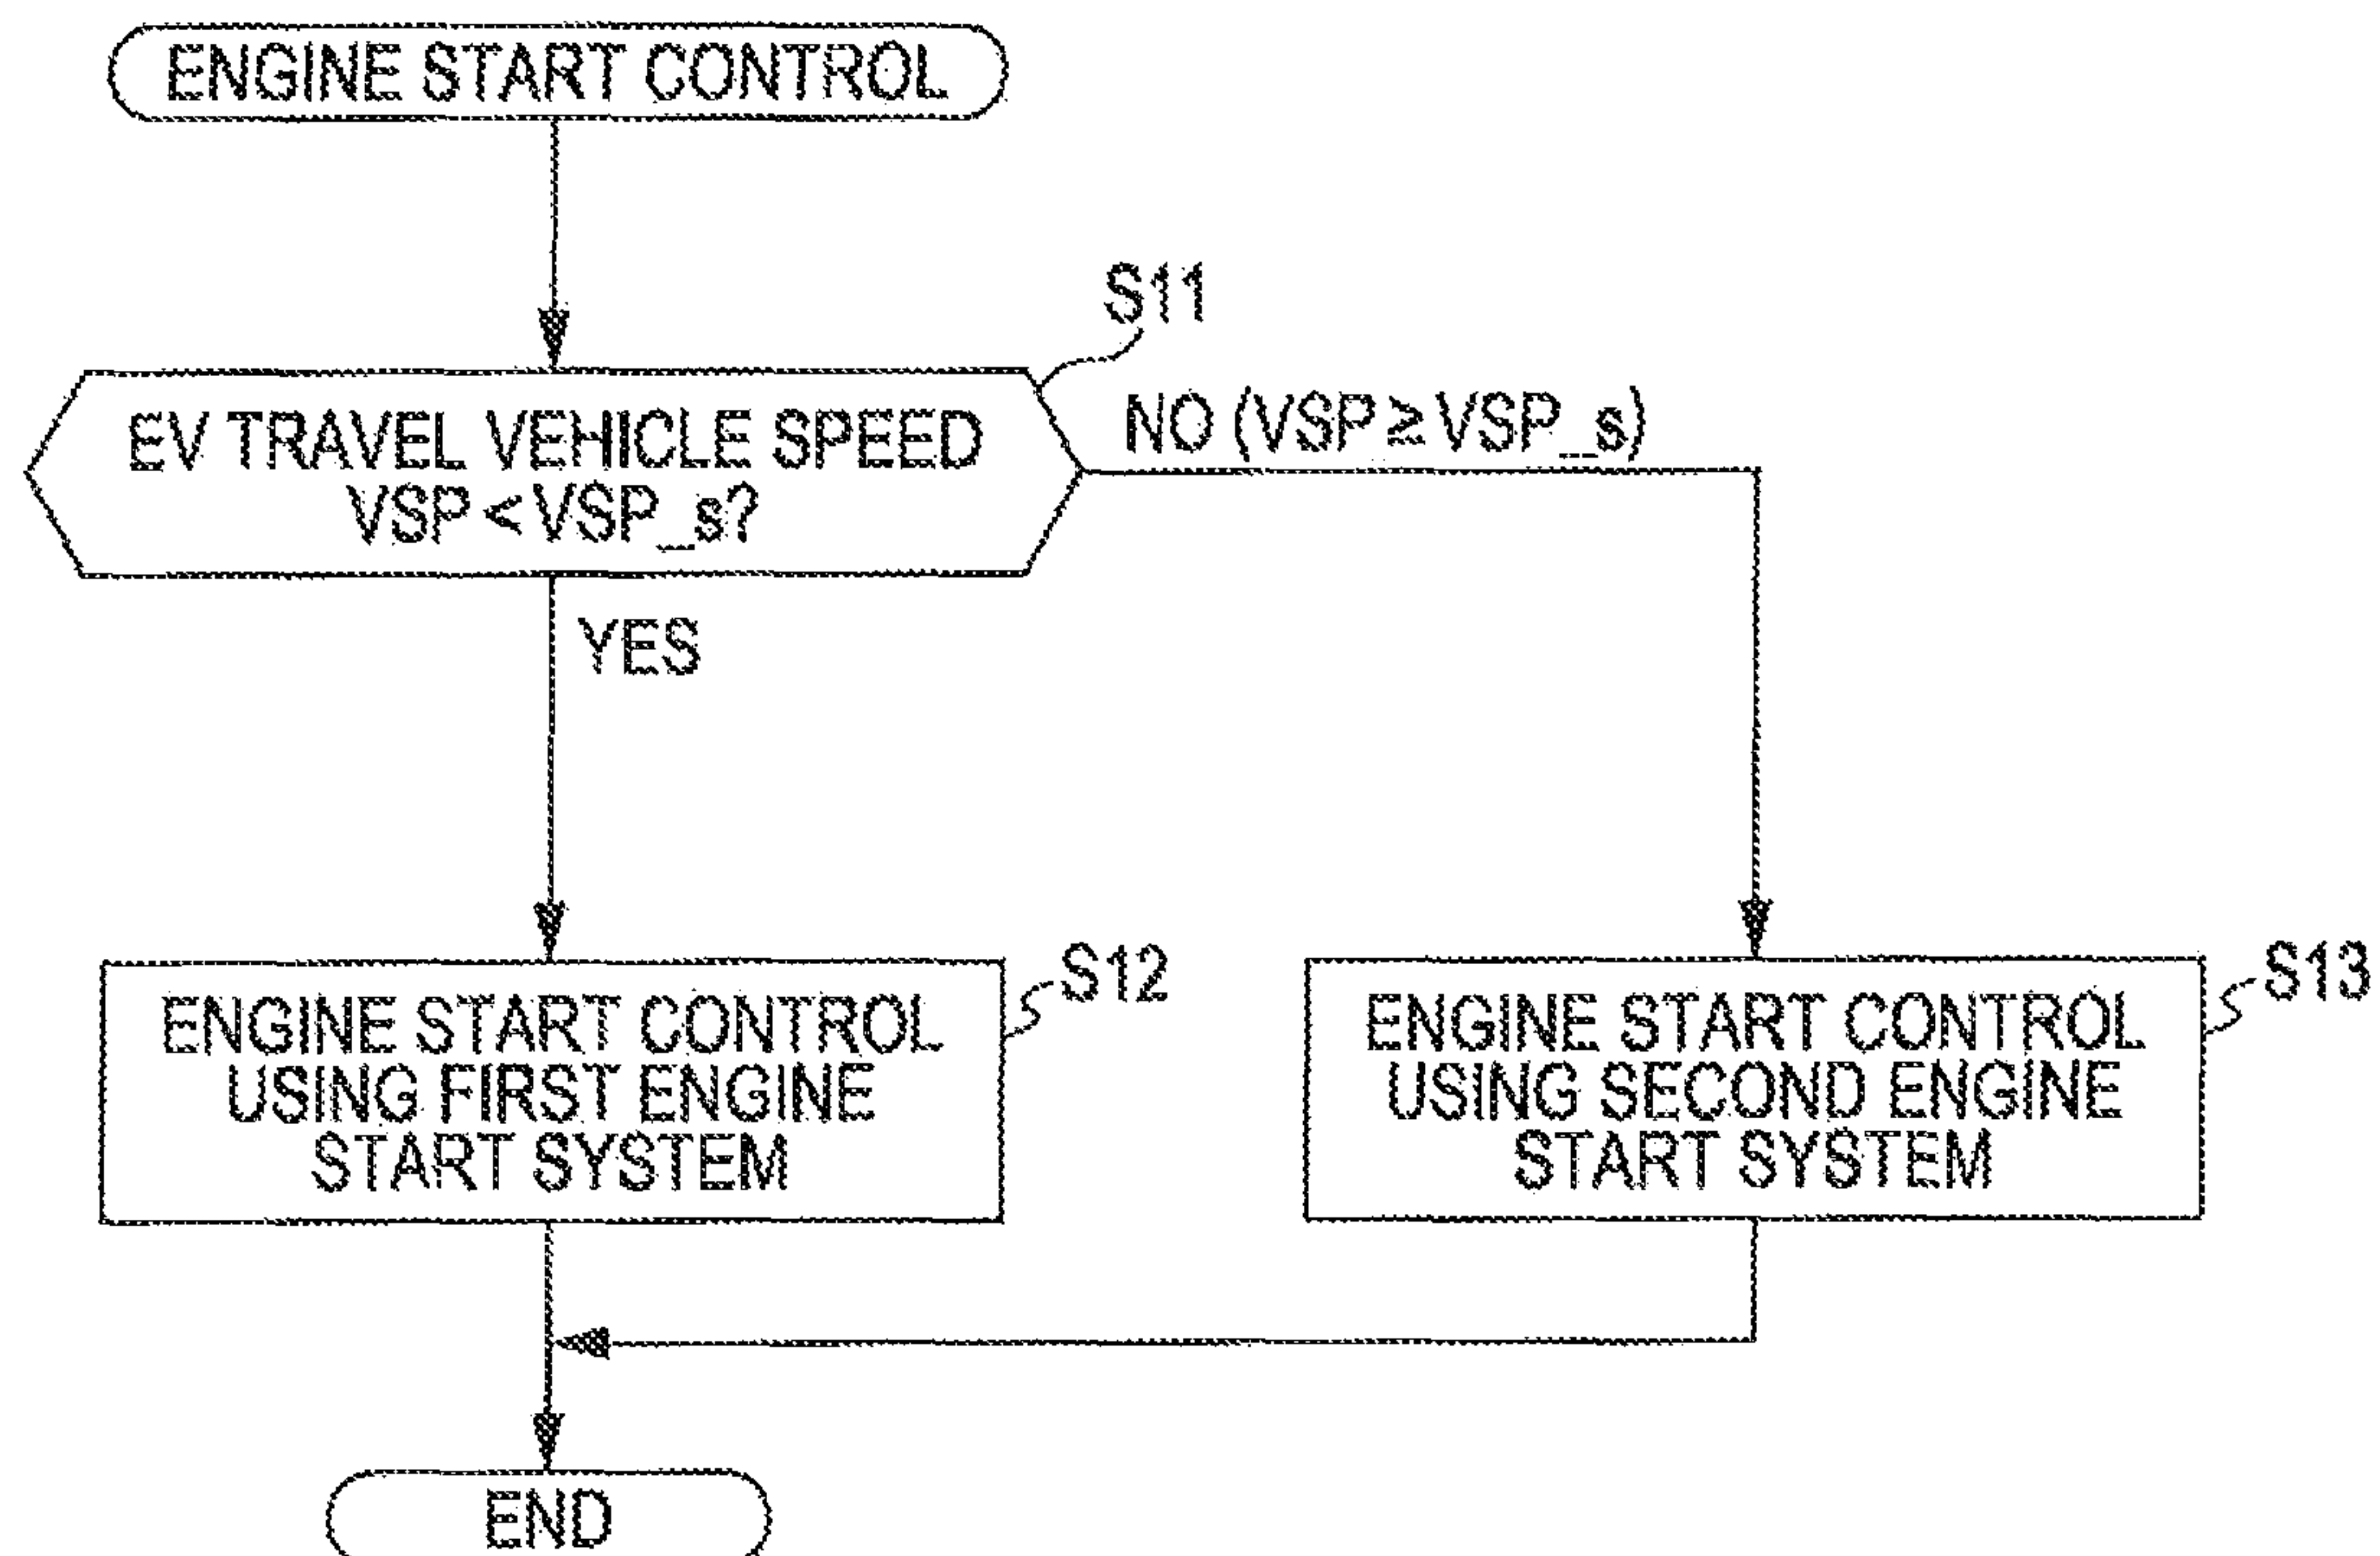 ENGINE START CONTROL
S11
EV TRAVEL VEHICLE SPEED
VSP < VSP_s?
NO (VSP ≥ VSP_s)
YES
ENGINE START CONTROL
USING FIRST ENGINE
START SYSTEM
S12
ENGINE START CONTROL
USING SECOND ENGINE
START SYSTEM
S13
END